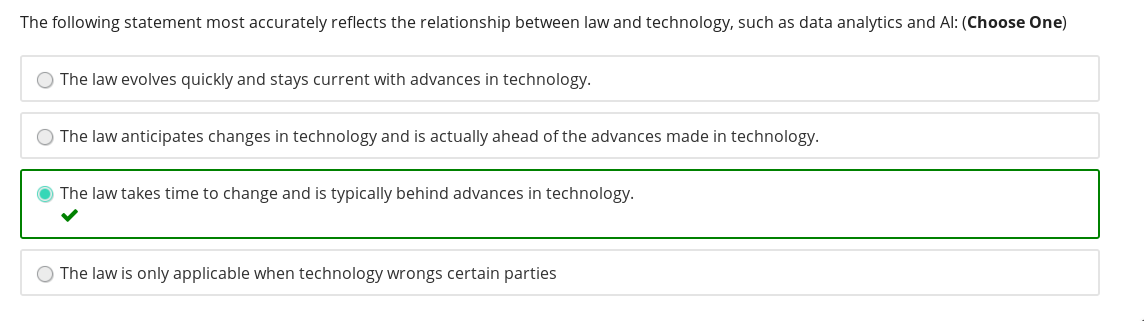 The following statement most accurately reflects the relationship between law and technology, such as data analytics and AI: (Choose One)
The law evolves quickly and stays current with advances in technology.
The law anticipates changes in technology and is actually ahead of the advances made in technology.
The law takes time to change and is typically behind advances in technology.
The law is only applicable when technology wrongs certain parties